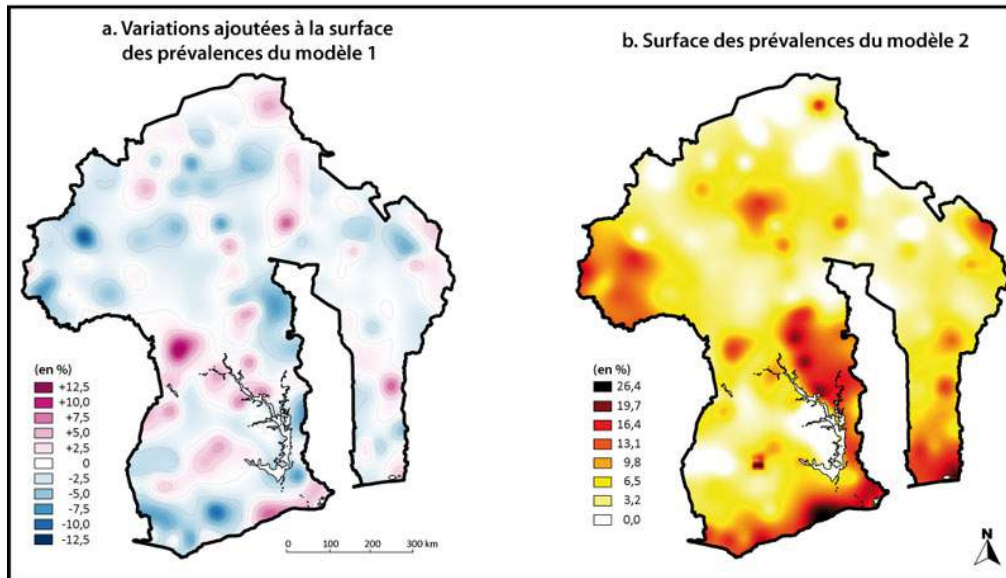 a. Variations ajoutées à la surface
des prévalences du modèle 1
b. Surface des prévalences du modèle 2
(en %)
+12,5
+10,0
+7,5
+5,0
+2,5
0
-2,5
-5,0
-7,5
-10,0
-12,5
0 100 200 300 km
(en %)
26,4
19,7
16,4
13,1
9,8
6,5
3,2
0,0
N